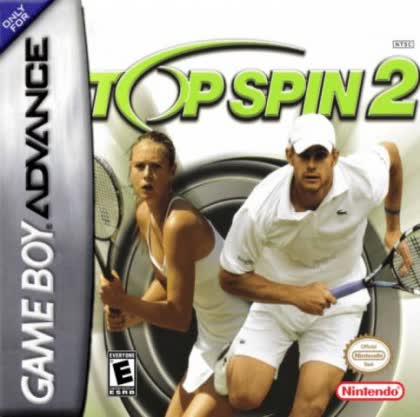 ONLY
FOR
GAME BOY ADVANCE
NTSC
TOP SPIN 2
EVERYONE
E
ESRB
Official
Nintendo
Seal
Nintendo